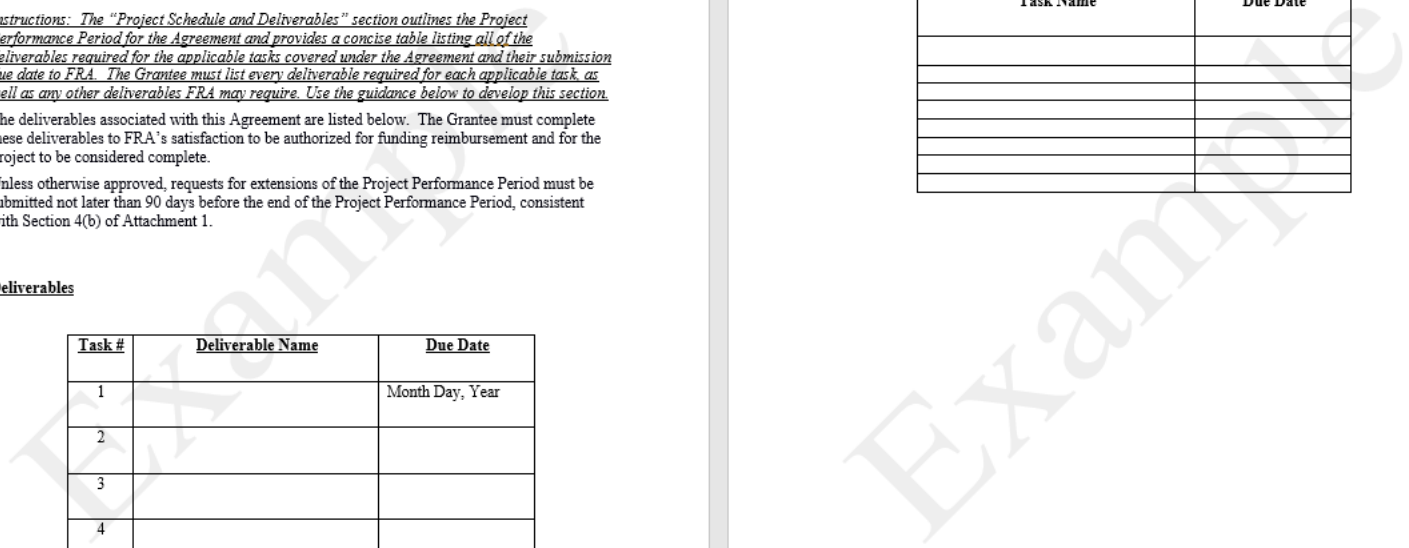 nstructions: The “Project Schedule and Deliverables” section outlines the Project
erformance Period for the Agreement and provides a concise table listing all of the
eliverables required for the applicable tasks covered under the Agreement and their submission
ue date to FRA. The Grantee must list every deliverable required for each applicable task, as
ell as any other deliverables FRA may require. Use the guidance below to develop this section.
he deliverables associated with this Agreement are listed below. The Grantee must complete
hese deliverables to FRA’s satisfaction to be authorized for funding reimbursement and for the
roject to be considered complete.
nless otherwise approved, requests for extensions of the Project Performance Period must be
ubmitted not later than 90 days before the end of the Project Performance Period, consistent
ith Section 4(b) of Attachment 1.
eliverables
Task # Deliverable Name Due Date
1 Month Day, Year
2
3
4
Example
Task Name Due Date
Example